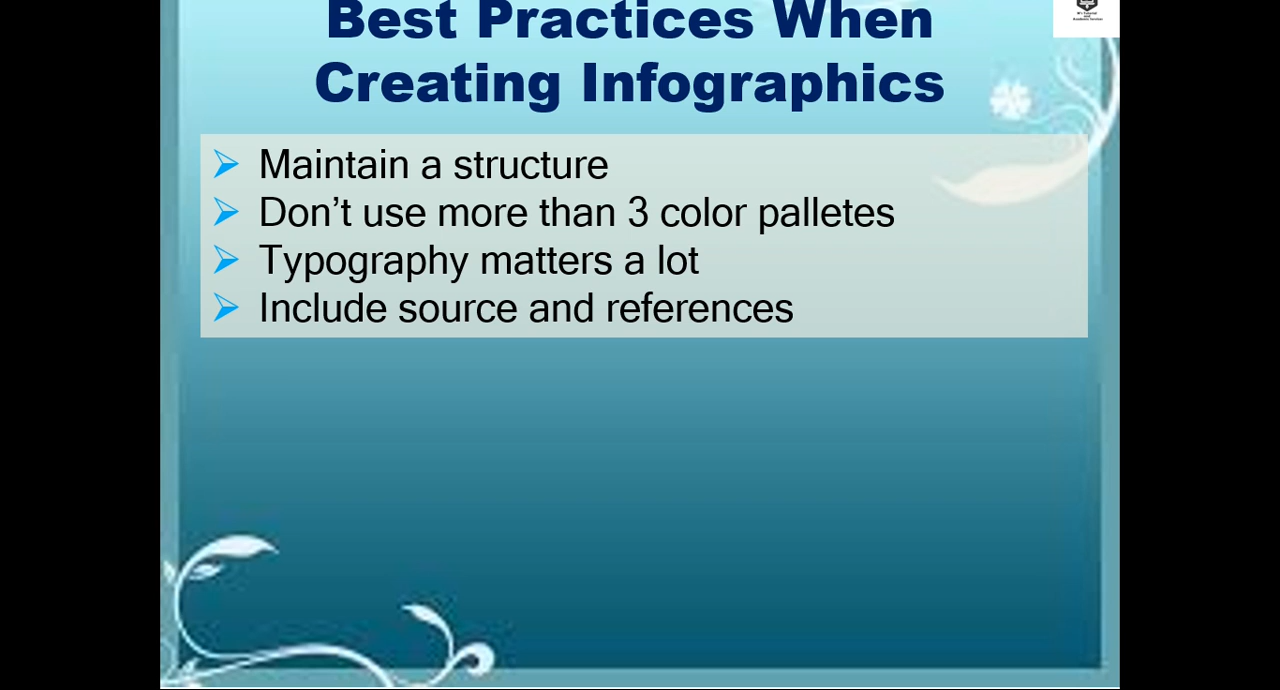 Best Practices When
Creating Infographics
Maintain a structure
Don’t use more than 3 color palletes
Typography matters a lot
Include source and references